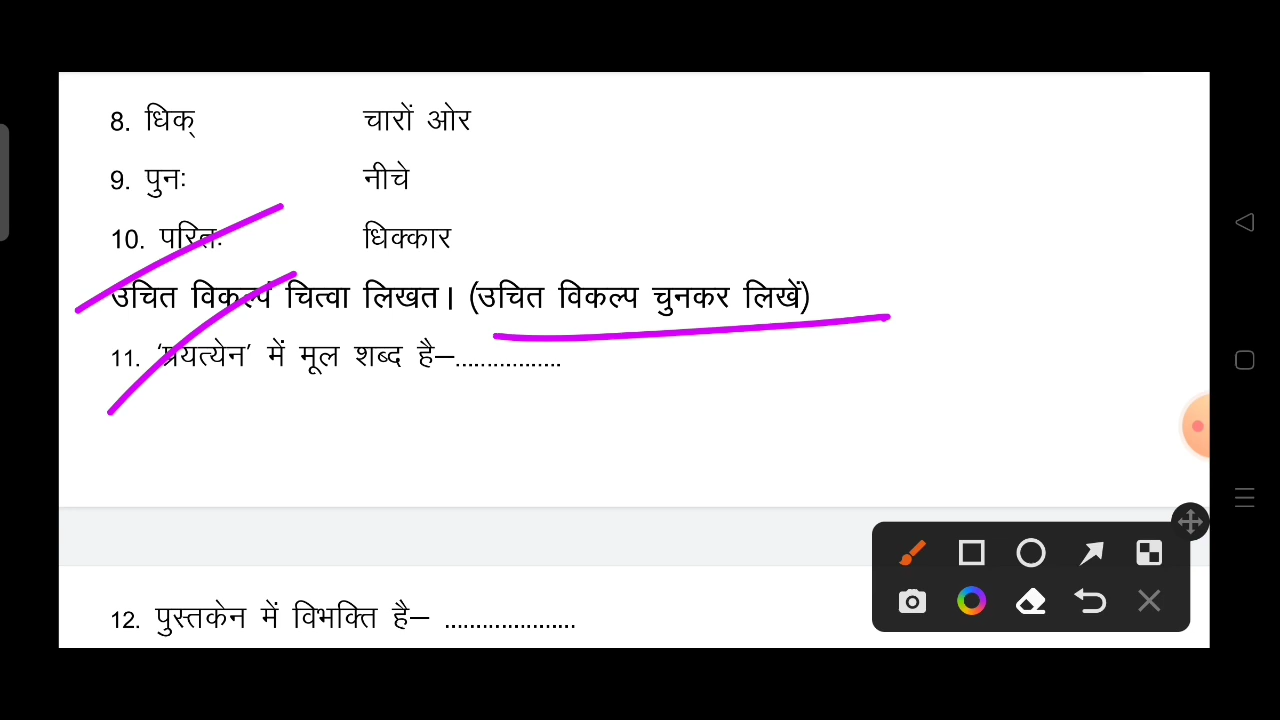 8. धिक् चारों ओर
9. पुनः नीचे
10. परितः धिक्कार
उचित विकल्पं चित्वा लिखत। (उचित विकल्प चुनकर लिखें)
11. ‘प्रयत्येन’ में मूल शब्द है–.................
12. पुस्तकेन में विभक्ति है– .....................